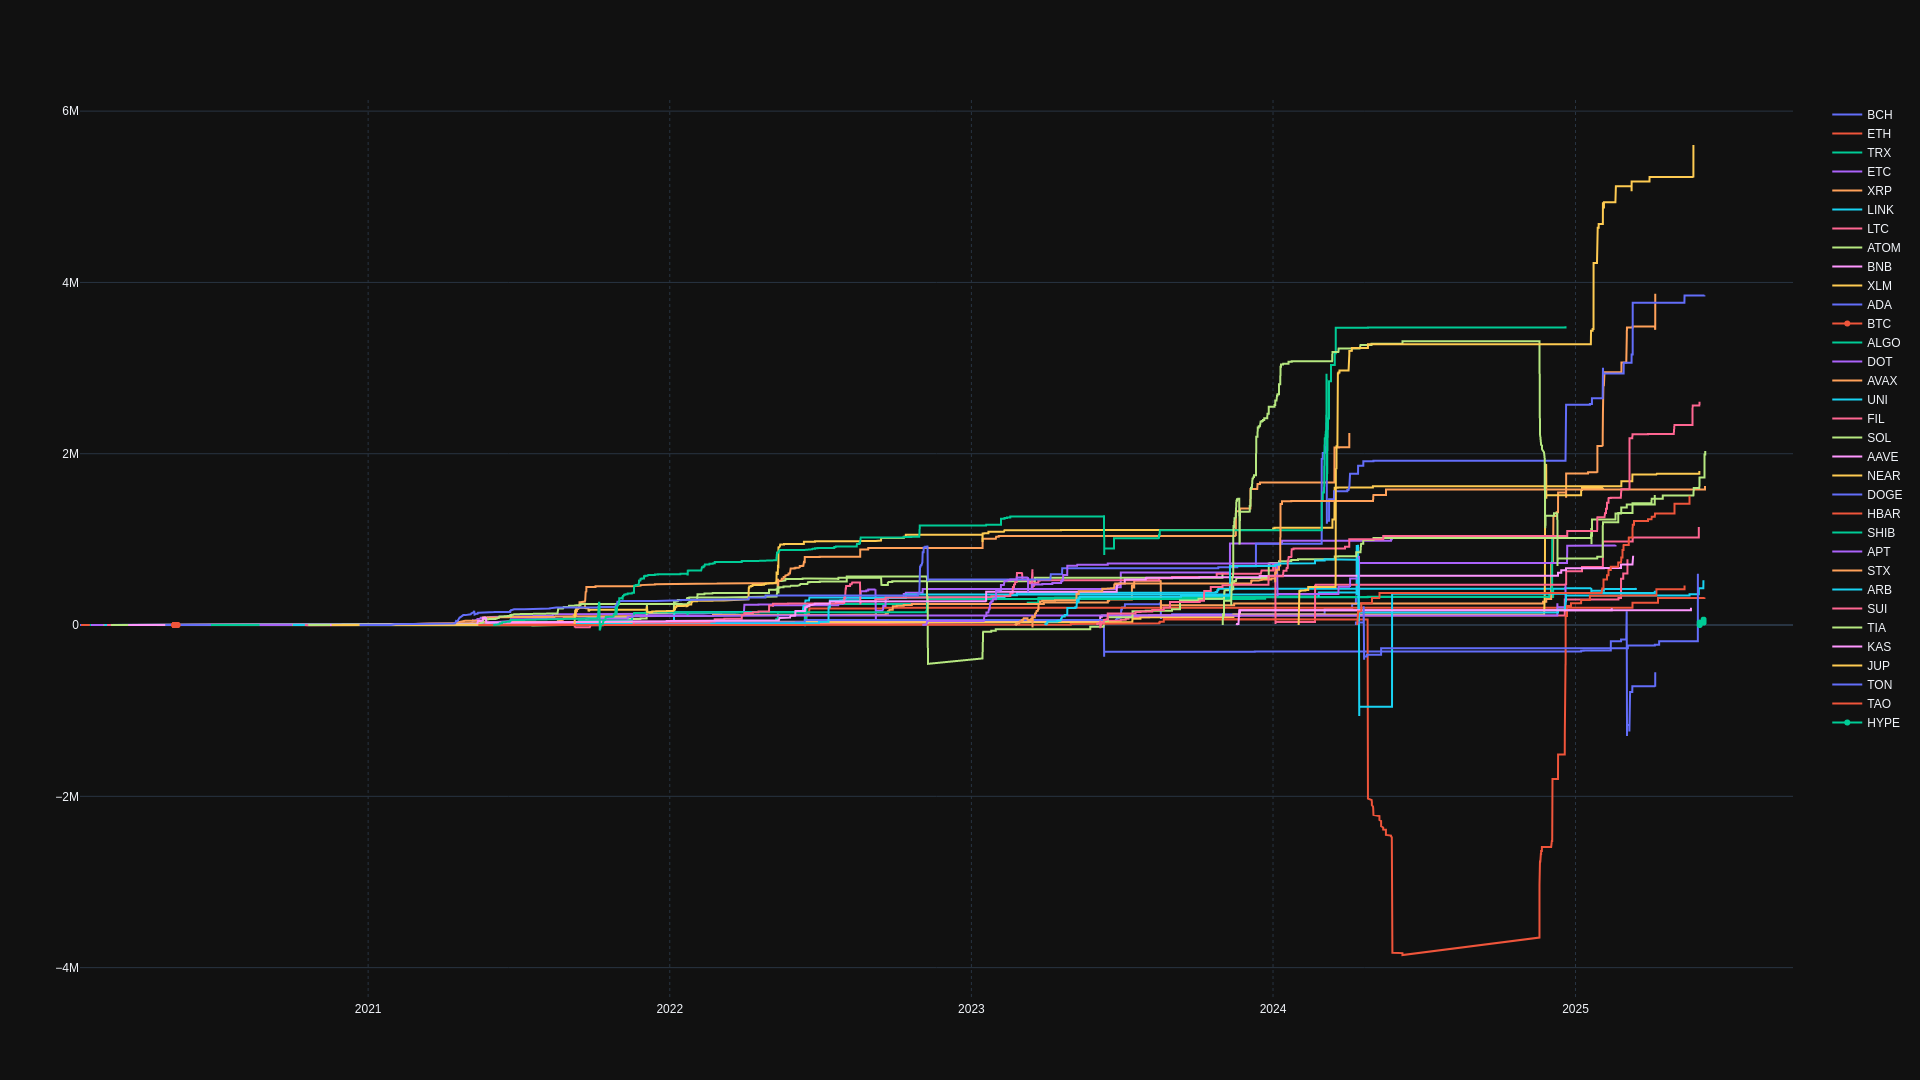 6M
4M
2M
0
−2M
−4M
2021
2022
2023
2024
2025
BCH
ETH
TRX
ETC
XRP
LINK
LTC
ATOM
BNB
XLM
ADA
BTC
ALGO
DOT
AVAX
UNI
FIL
SOL
AAVE
NEAR
DOGE
HBAR
SHIB
APT
STX
ARB
SUI
TIA
KAS
JUP
TON
TAO
HYPE